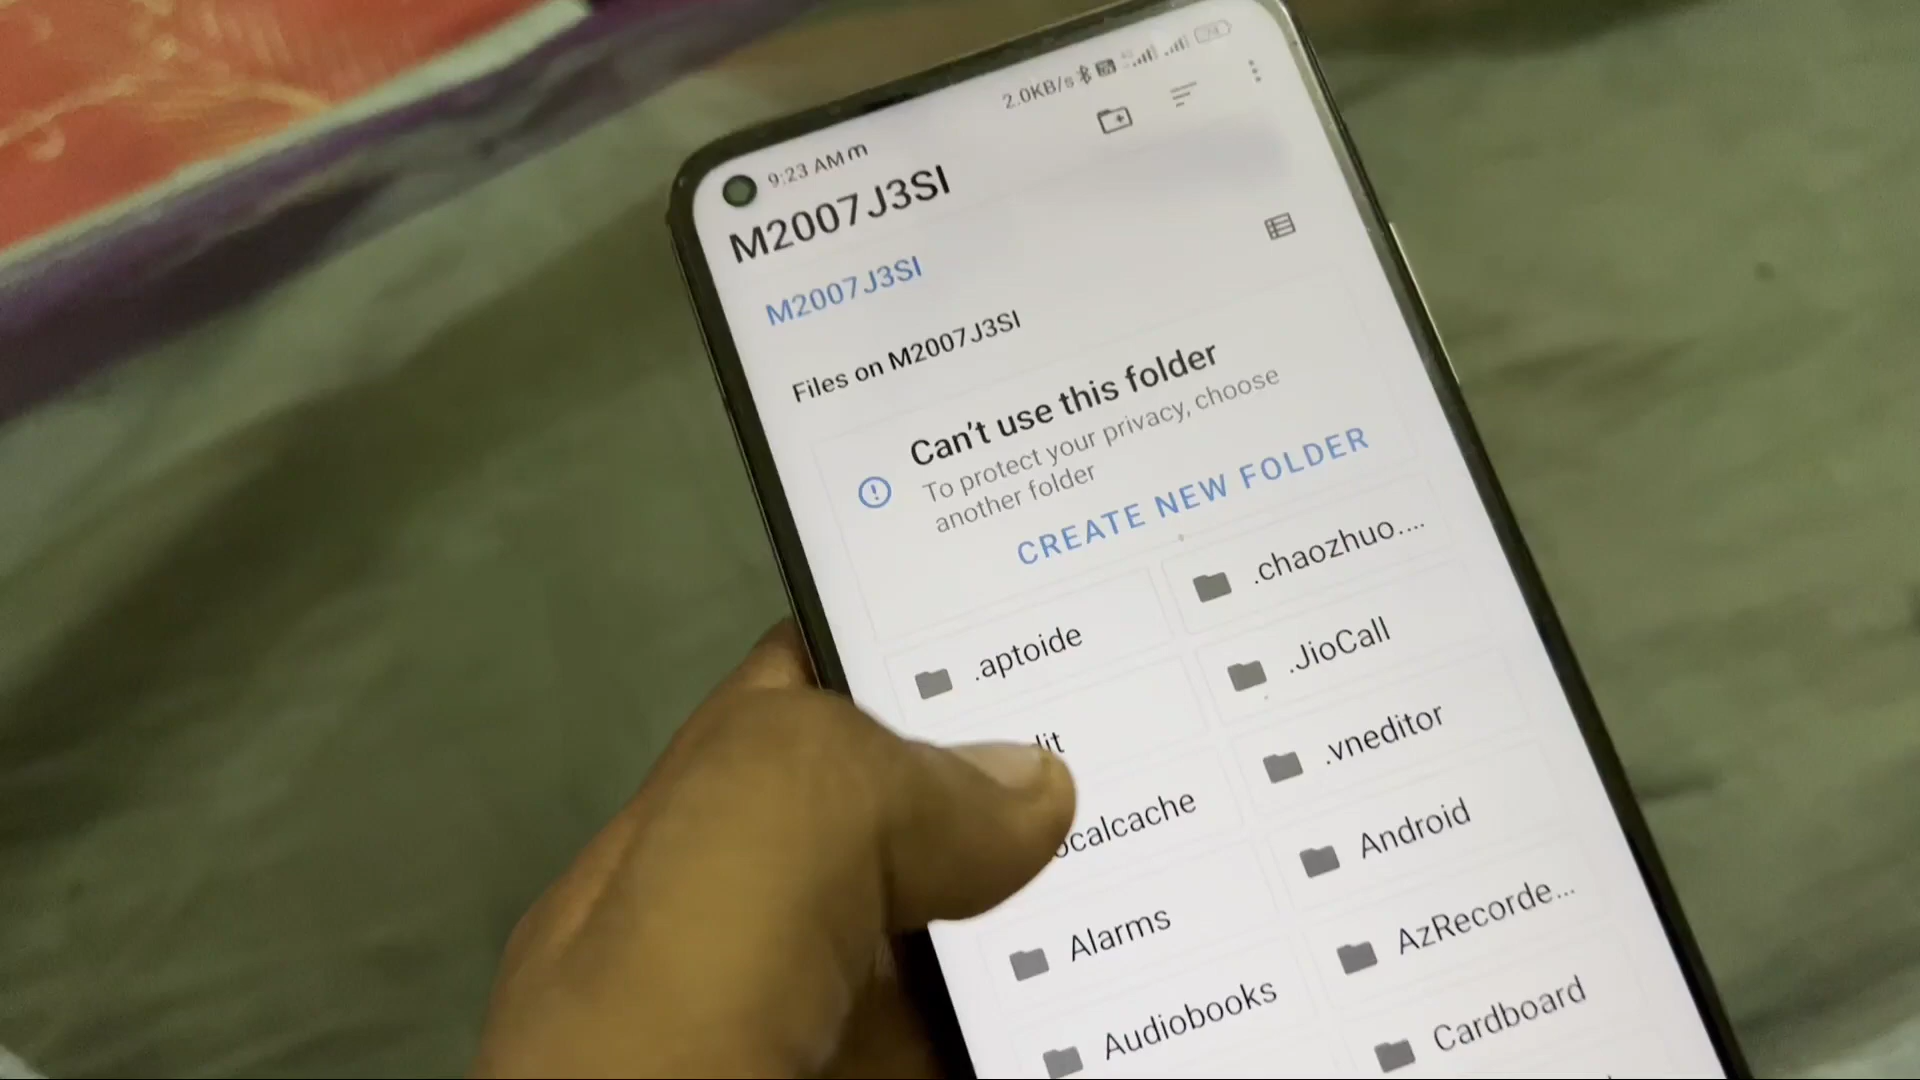 9:23 AM
2.0KB/s
M2007J3SI
M2007J3SI
Files on M2007J3SI
Can't use this folder
To protect your privacy, choose
another folder
CREATE NEW FOLDER
.aptoide
.chaozhuo....
.JioCall
.vneditor
Android
Alarms
AzRecorde...
Audiobooks
Cardboard